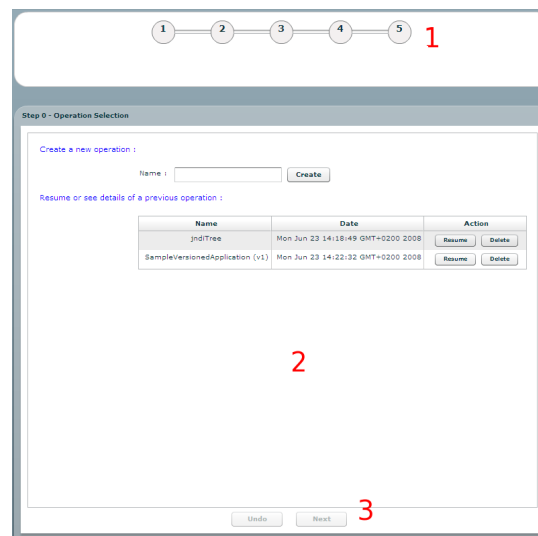 1 2 3 4 5 1
Step 0 - Operation Selection
Create a new operation :
Name : Create
Resume or see details of a previous operation :
Name Date Action
jndiTree Mon Jun 23 14:18:49 GMT+0200 2008 Resume Delete
SampleVersionedApplication (v1) Mon Jun 23 14:22:32 GMT+0200 2008 Resume Delete
2
Undo Next 3